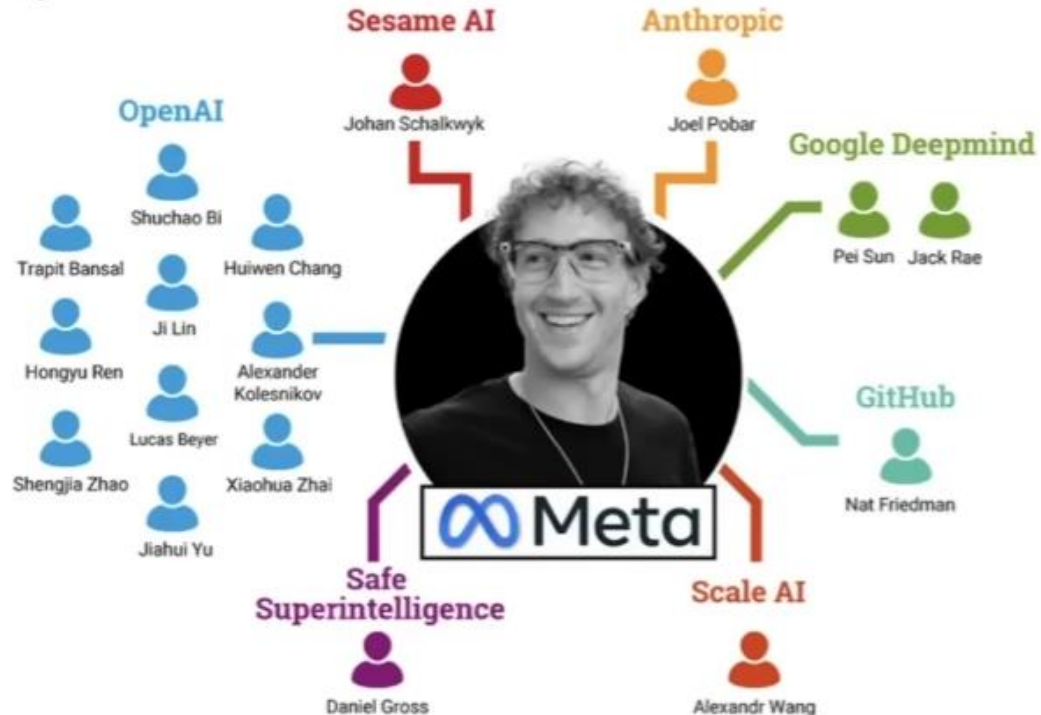 Sesame AI
Johan Schalkwyk
Anthropic
Joel Pobar
OpenAI
Shuchao Bi
Trapit Bansal
Huiwen Chang
Ji Lin
Hongyu Ren
Alexander
Kolesnikov
Lucas Beyer
Shengjia Zhao
Xiaohua Zhai
Jiahui Yu
Google Deepmind
Pei Sun
Jack Rae
GitHub
Nat Friedman
Meta
Safe
Superintelligence
Daniel Gross
Scale AI
Alexandr Wang